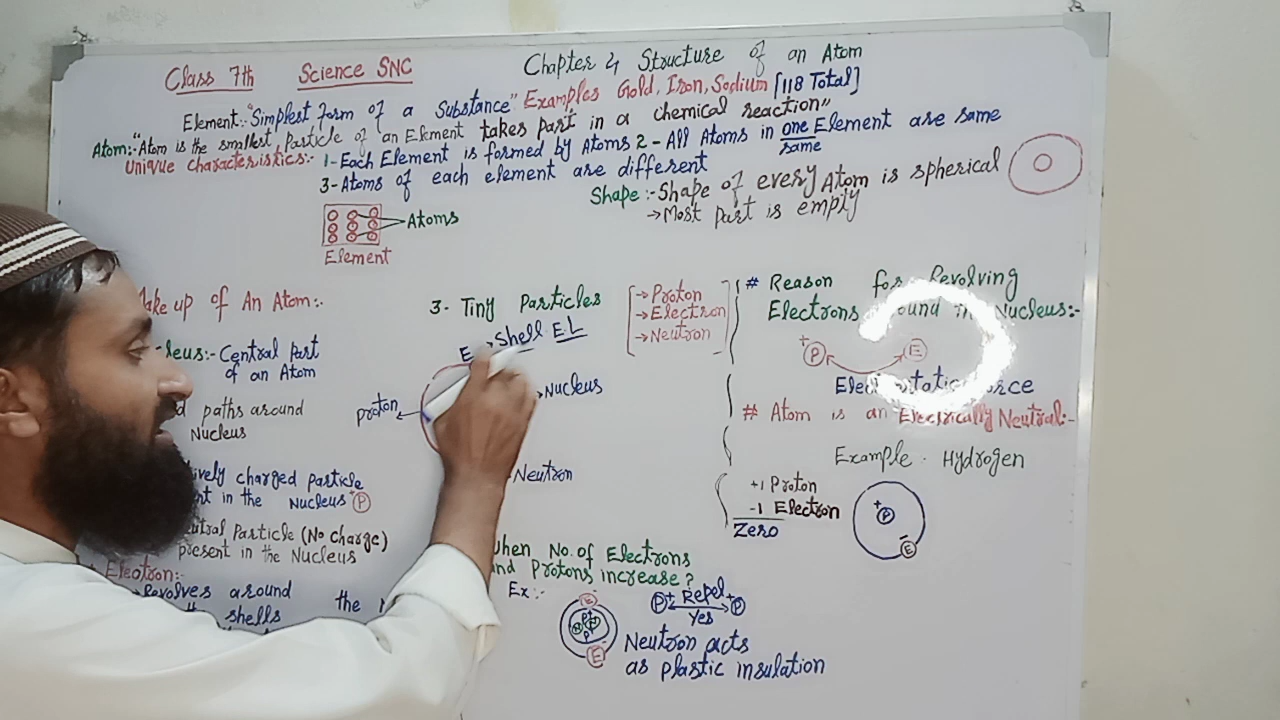 Class 7th Science SNC
Chapter 4 Structure of an Atom
Element:- "Simplest form of a Substance" Examples Gold, Iron, Sodium [118 Total]
Atom:- "Atom is the smallest Particle of an Element takes part in a chemical reaction"
Unique Characteristics:- 1- Each Element is formed by Atoms 2 - All Atoms in one Element are same
same
3- Atoms of each element are different
Shape :- Shape of every Atom is spherical
→ Most part is empty
Atoms
Element
up of An Atom:-
Central Part
of an Atom
paths around
Nucleus
charged particle
in the Nucleus P
Particle (No charge)
present in the Nucleus
Electron:-
Revolves around the
shells
3- Tiny Particles
→ Proton
→ Electron
→ Neutron
Shell E.L
Nucleus
proton
Neutron
when No. of Electrons
and Protons increase?
Ex:-
E
P
P
E
P+ Repel +P
Yes
Neutron acts
as plastic insulation
# Reason for Revolving
Electrons the Nucleus:-
+ P E
# Atom is an Electrically Neutral:-
Example . Hydrogen
+1 Proton
-1 Electron
Zero
+
P
-
E